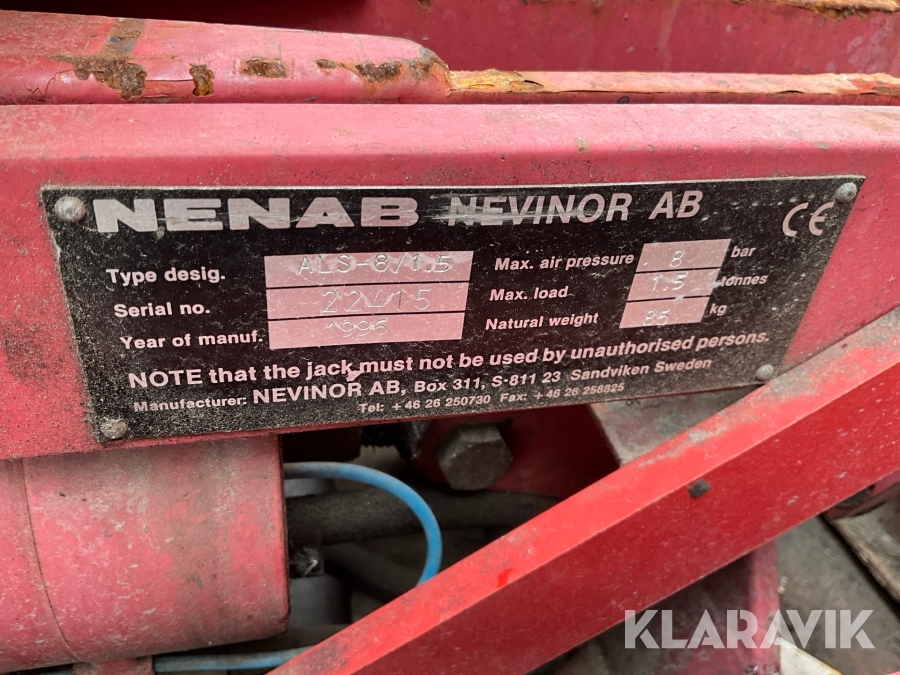 NENAB NEVINOR AB CE
Type desig. ALS-8/1.5 Max. air pressure 8 bar
Serial no. 22415 Max. load 1.5 tonnes
Year of manuf. 1996 Natural weight 85 kg
NOTE that the jack must not be used by unauthorised persons.
Manufacturer: NEVINOR AB, Box 311, S-811 23 Sandviken Sweden
Tel: +46 26 250730 Fax: +46 26 258825
KLARAVIK